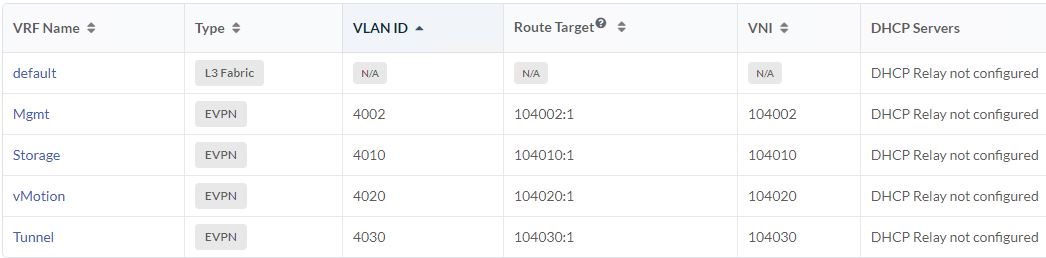 VRF Name Type VLAN ID Route Target? VNI DHCP Servers
default L3 Fabric N/A N/A N/A DHCP Relay not configured
Mgmt EVPN 4002 104002:1 104002 DHCP Relay not configured
Storage EVPN 4010 104010:1 104010 DHCP Relay not configured
vMotion EVPN 4020 104020:1 104020 DHCP Relay not configured
Tunnel EVPN 4030 104030:1 104030 DHCP Relay not configured